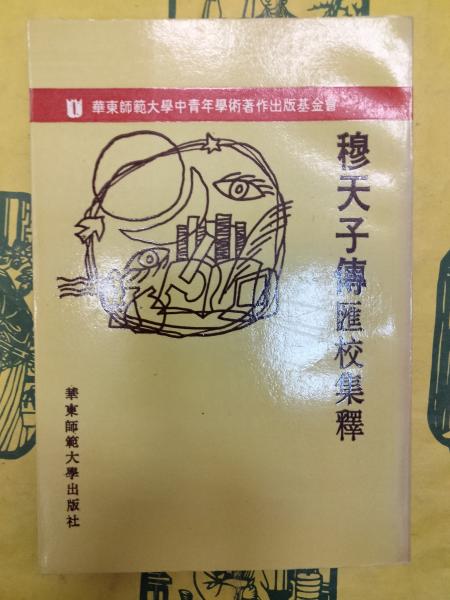 華東師範大學中青年學術著作出版基金會
穆天子傳匯校集釋
華東師範大學出版社